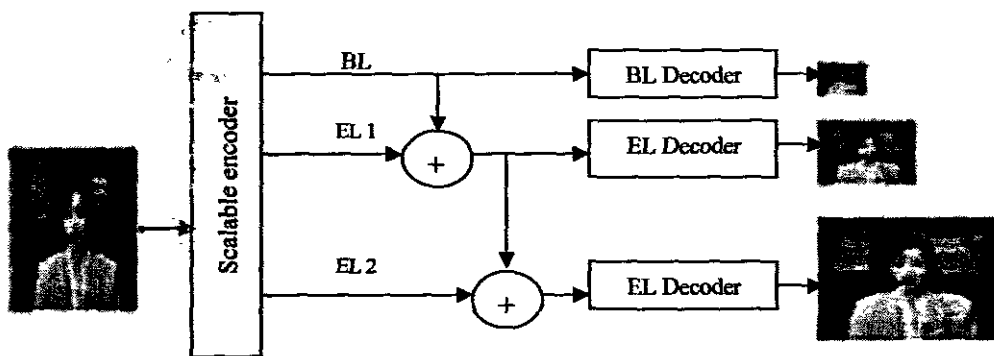 BL
BL Decoder
EL 1
+
EL Decoder
Scalable encoder
EL 2
+
EL Decoder